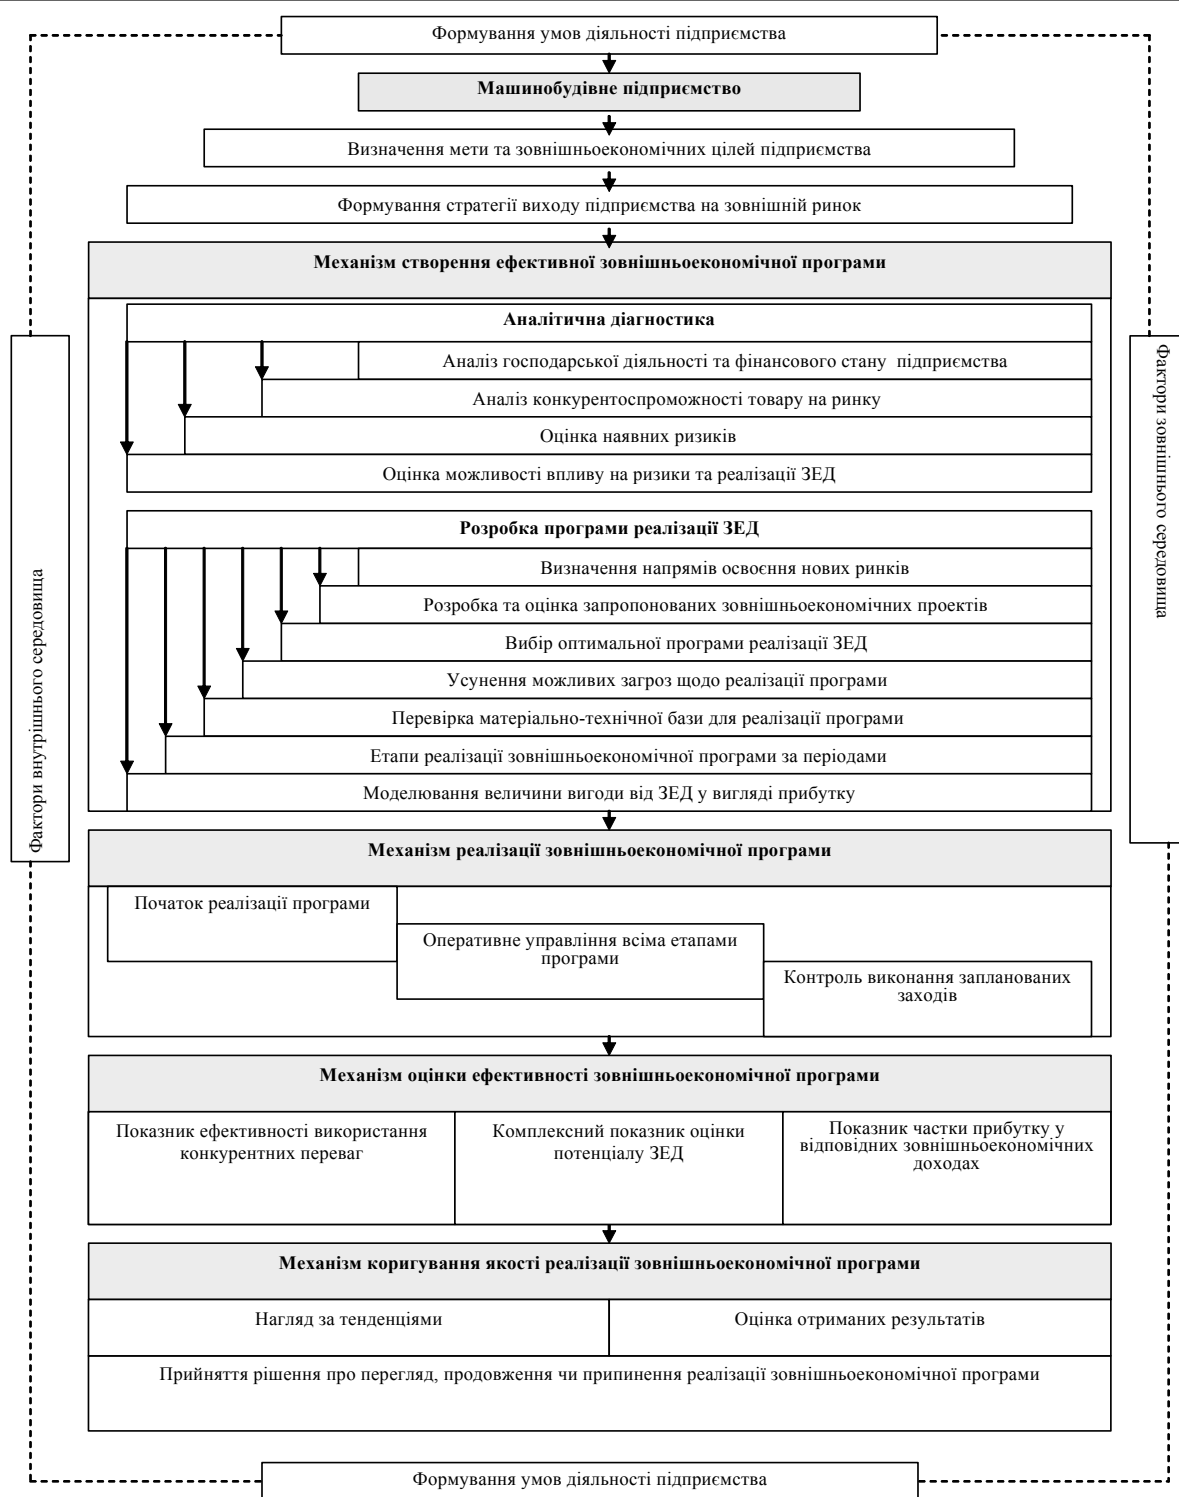 Формування умов діяльності підприємства
Машинобудівне підприємство
Визначення мети та зовнішньоекономічних цілей підприємства
Формування стратегії виходу підприємства на зовнішній ринок
Механізм створення ефективної зовнішньоекономічної програми
Аналітична діагностика
Аналіз господарської діяльності та фінансового стану підприємства
Аналіз конкурентоспроможності товару на ринку
Оцінка наявних ризиків
Оцінка можливості впливу на ризики та реалізації ЗЕД
Розробка програми реалізації ЗЕД
Визначення напрямів освоєння нових ринків
Розробка та оцінка запропонованих зовнішньоекономічних проектів
Вибір оптимальної програми реалізації ЗЕД
Усунення можливих загроз щодо реалізації програми
Перевірка матеріально-технічної бази для реалізації програми
Етапи реалізації зовнішньоекономічної програми за періодами
Моделювання величини вигоди від ЗЕД у вигляді прибутку
Фактори внутрішнього середовища
Фактори зовнішнього середовища
Механізм реалізації зовнішньоекономічної програми
Початок реалізації програми
Оперативне управління всіма етапами
програми
Контроль виконання запланованих
заходів
Механізм оцінки ефективності зовнішньоекономічної програми
Показник ефективності використання
конкурентних переваг
Комплексний показник оцінки
потенціалу ЗЕД
Показник частки прибутку у
відповідних зовнішньоекономічних
доходах
Механізм коригування якості реалізації зовнішньоекономічної програми
Нагляд за тенденціями
Оцінка отриманих результатів
Прийняття рішення про перегляд, продовження чи припинення реалізації зовнішньоекономічної програми
Формування умов діяльності підприємства